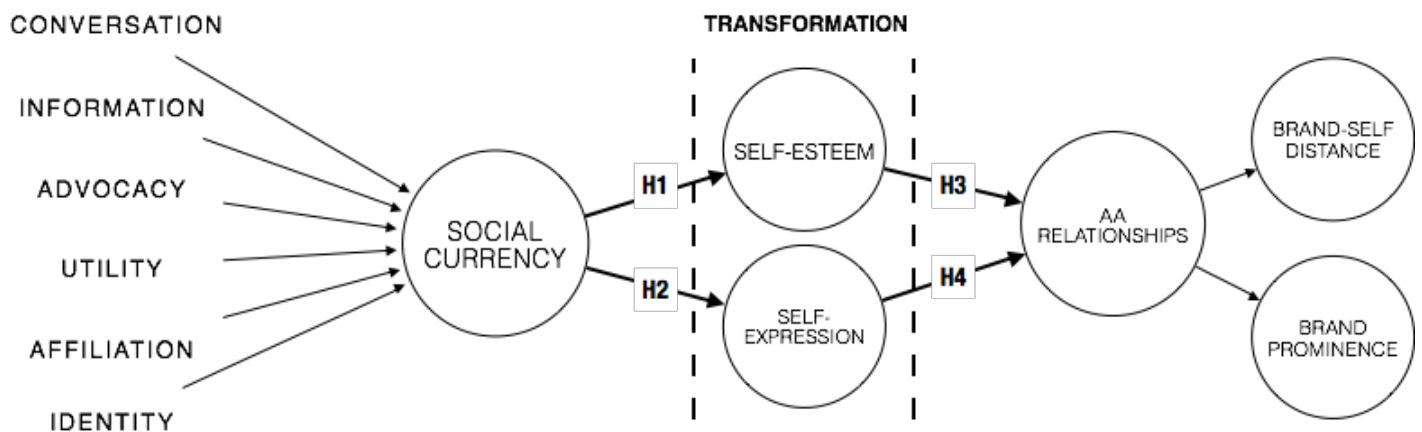 CONVERSATION
INFORMATION
ADVOCACY
UTILITY
AFFILIATION
IDENTITY
SOCIAL
CURRENCY
H1
H2
TRANSFORMATION
SELF-ESTEEM
SELF-
EXPRESSION
H3
H4
AA
RELATIONSHIPS
BRAND-SELF
DISTANCE
BRAND
PROMINENCE